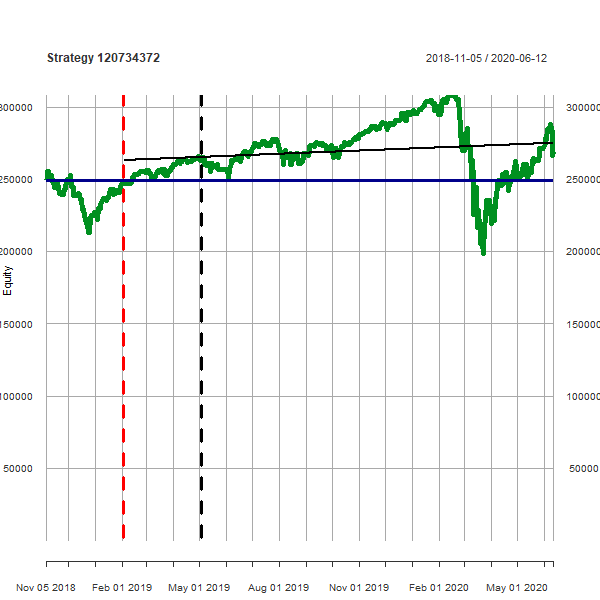 Strategy 120734372
2018-11-05 / 2020-06-12
300000
300000
250000
250000
200000
200000
150000
150000
100000
100000
50000
50000
Equity
Nov 05 2018
Feb 01 2019
May 01 2019
Aug 01 2019
Nov 01 2019
Feb 01 2020
May 01 2020